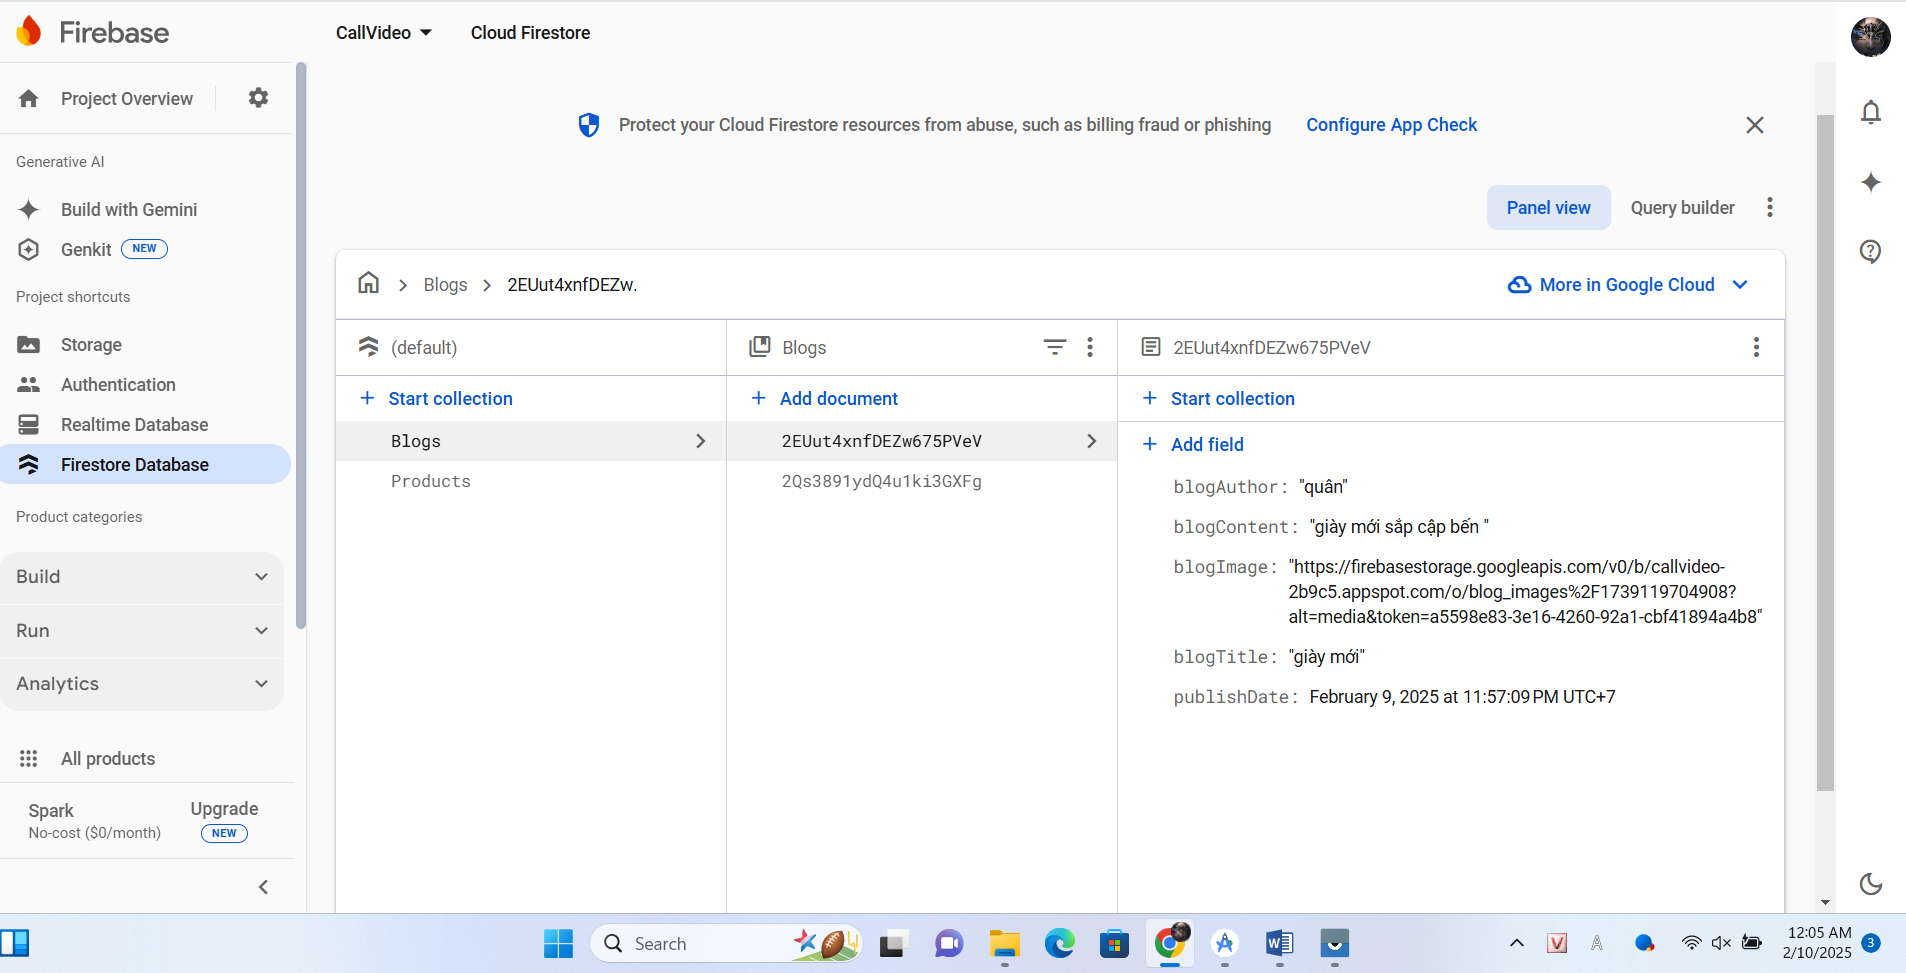 Firebase
CallVideo
Cloud Firestore
Project Overview
Generative AI
Build with Gemini
Genkit NEW
Project shortcuts
Storage
Authentication
Realtime Database
Firestore Database
Product categories
Build
Run
Analytics
All products
Spark
No-cost ($0/month)
Upgrade
NEW
Protect your Cloud Firestore resources from abuse, such as billing fraud or phishing Configure App Check
Panel view
Query builder
Blogs
2EUut4xnfDEZw.
More in Google Cloud
(default)
Start collection
Blogs
Products
Blogs
Add document
2EUut4xnfDEZw675PVeV
2Qs3891ydQ4u1ki3GXFg
2EUut4xnfDEZw675PVeV
Start collection
Add field
blogAuthor: "quân"
blogContent: "giày mới sắp cập bến "
blogImage: "https://firebasestorage.googleapis.com/v0/b/callvideo-
2b9c5.appspot.com/o/blog_images%2F1739119704908?
alt=media&token=a5598e83-3e16-4260-92a1-cbf41894a4b8"
blogTitle: "giày mới"
publishDate: February 9, 2025 at 11:57:09 PM UTC+7
Search
12:05 AM
2/10/2025
3